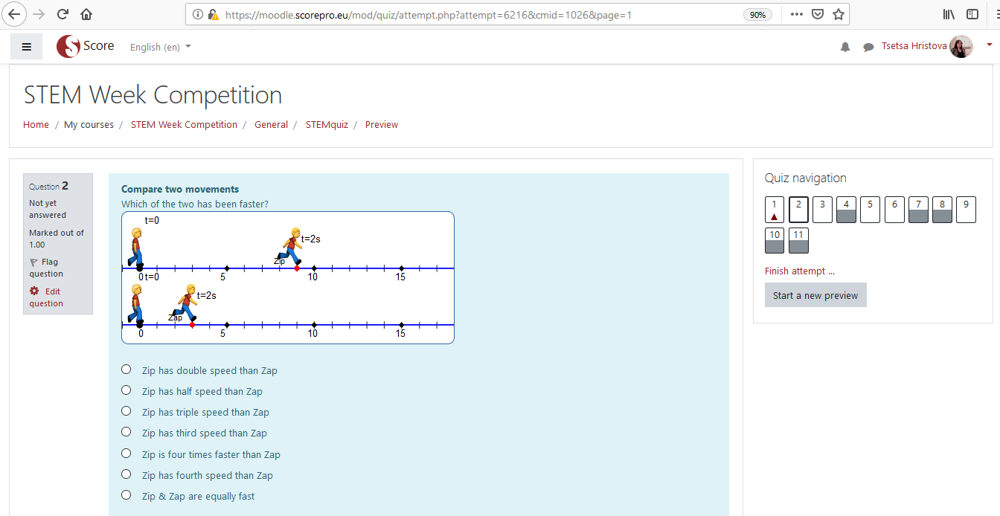 https://moodle.scorepro.eu/mod/quiz/attempt.php?attempt=6216&cmid=1026&page=1
90%
Score
English (en)
Tsetsa Hristova
STEM Week Competition
Home / My courses / STEM Week Competition / General / STEMquiz / Preview
Question 2
Not yet
answered
Marked out of
1.00
Flag
question
Edit
question
Compare two movements
Which of the two has been faster?
t=0
t=2s
Zip
0 t=0 5 10 15
t=2s
Zap
0 5 10 15
Zip has double speed than Zap
Zip has half speed than Zap
Zip has triple speed than Zap
Zip has third speed than Zap
Zip is four times faster than Zap
Zip has fourth speed than Zap
Zip & Zap are equally fast
Quiz navigation
1 2 3 4 5 6 7 8 9
10 11
Finish attempt ...
Start a new preview